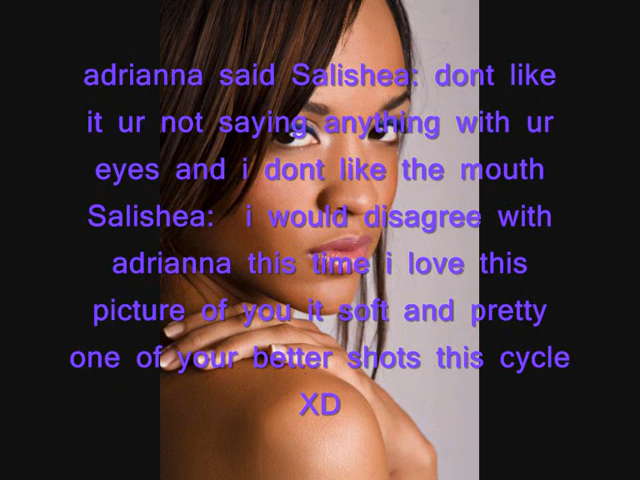 adrianna said Salishea: dont like
it ur not saying anything with ur
eyes and i dont like the mouth
Salishea: i would disagree with
adrianna this time i love this
picture of you it soft and pretty
one of your better shots this cycle
XD